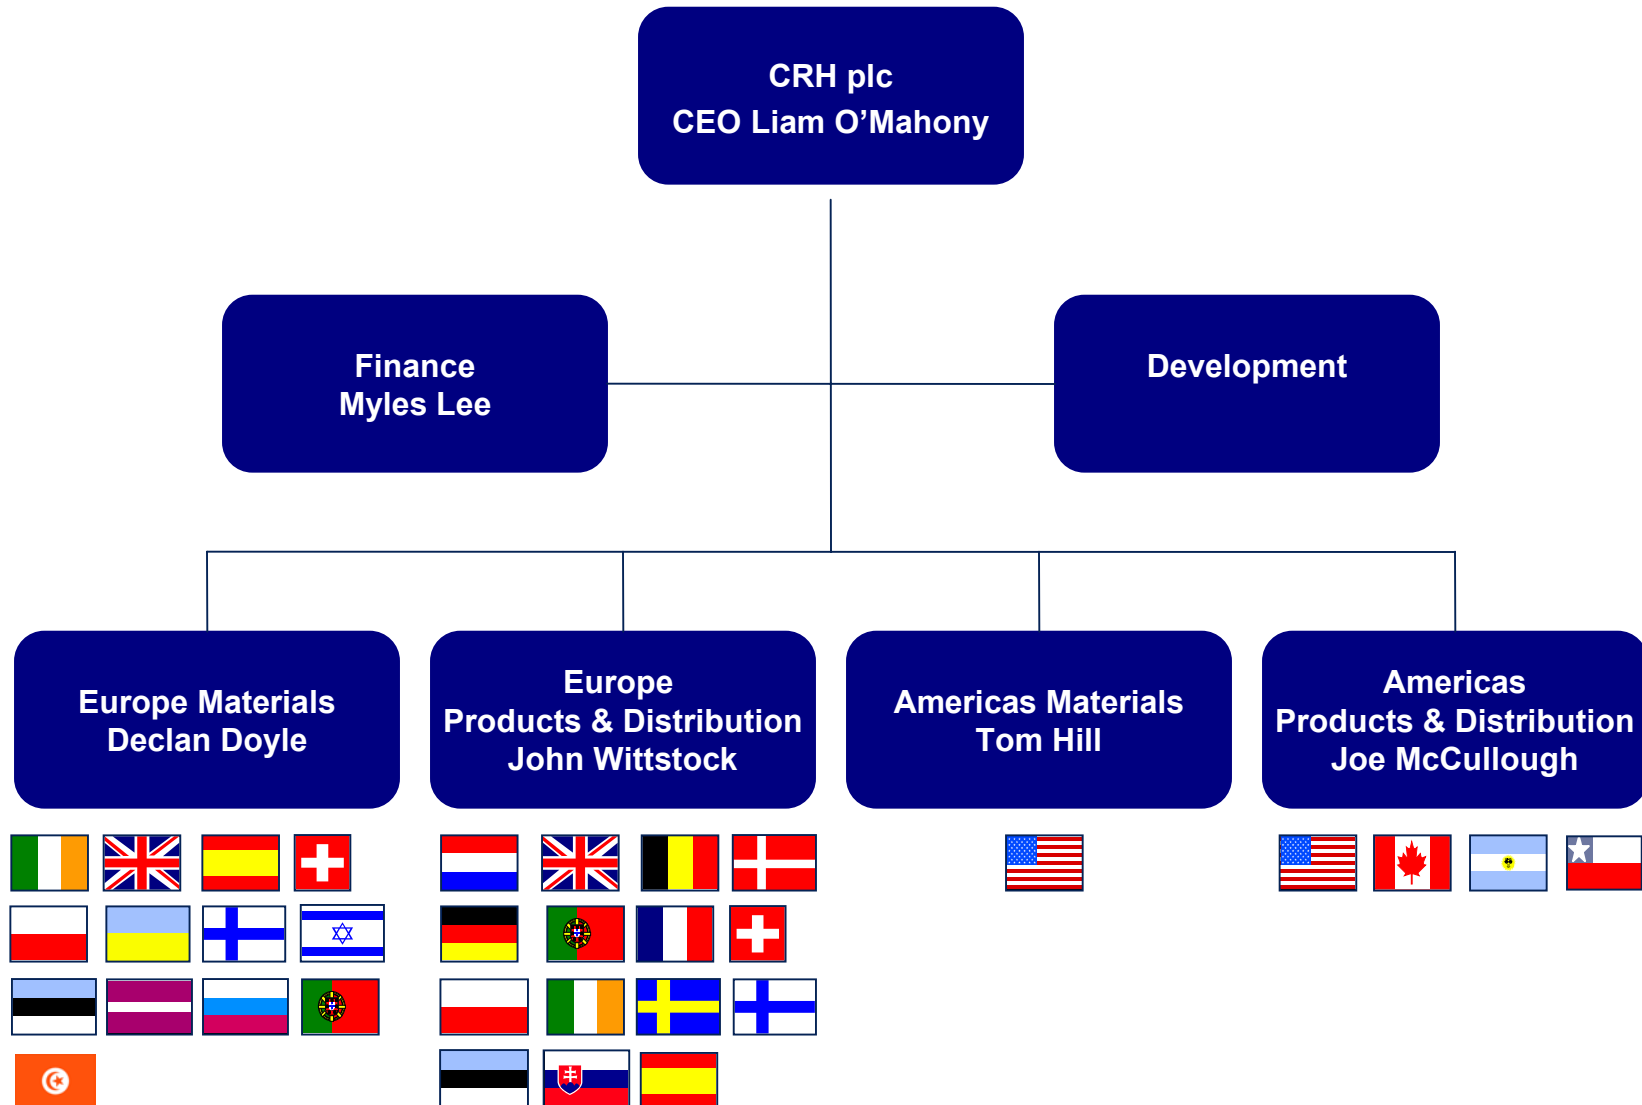 CRH plc
CEO Liam O’Mahony
Finance
Myles Lee
Development
Europe Materials
Declan Doyle
Europe
Products & Distribution
John Wittstock
Americas Materials
Tom Hill
Americas
Products & Distribution
Joe McCullough